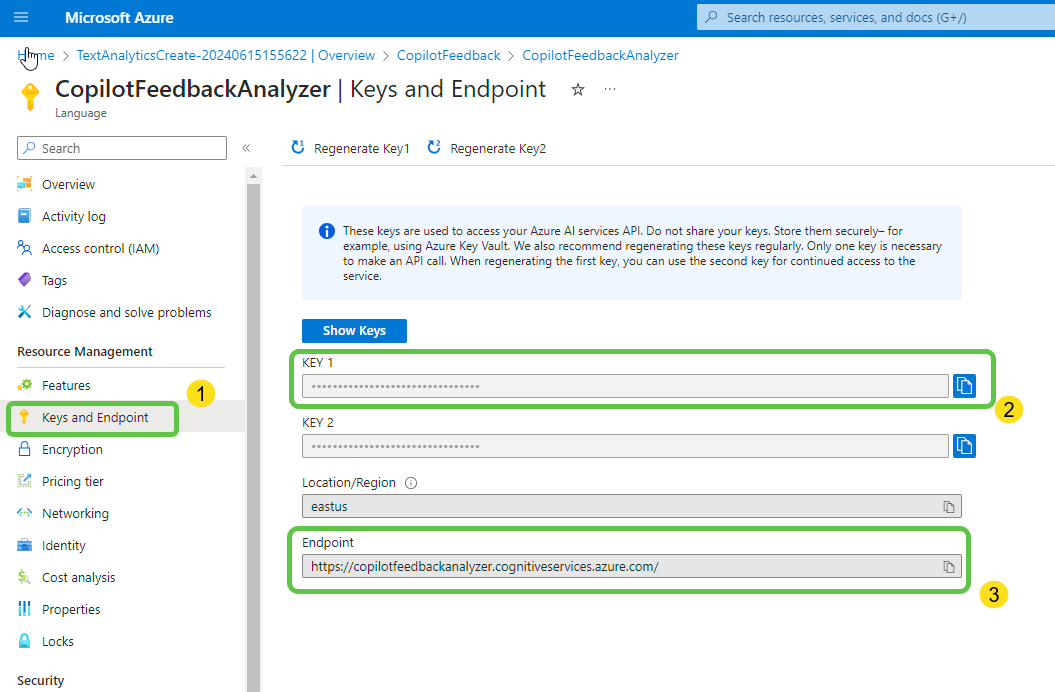 Microsoft Azure
Search resources, services, and docs (G+/)
Home > TextAnalyticsCreate-20240615155622 | Overview > CopilotFeedback > CopilotFeedbackAnalyzer
CopilotFeedbackAnalyzer | Keys and Endpoint
Language
Search
Regenerate Key1
Regenerate Key2
Overview
Activity log
Access control (IAM)
Tags
Diagnose and solve problems
Resource Management
Features
1
Keys and Endpoint
Encryption
Pricing tier
Networking
Identity
Cost analysis
Properties
Locks
Security
These keys are used to access your Azure AI services API. Do not share your keys. Store them securely– for
example, using Azure Key Vault. We also recommend regenerating these keys regularly. Only one key is necessary
to make an API call. When regenerating the first key, you can use the second key for continued access to the
service.
Show Keys
KEY 1
2
KEY 2
Location/Region
eastus
Endpoint
https://copilotfeedbackanalyzer.cognitiveservices.azure.com/
3